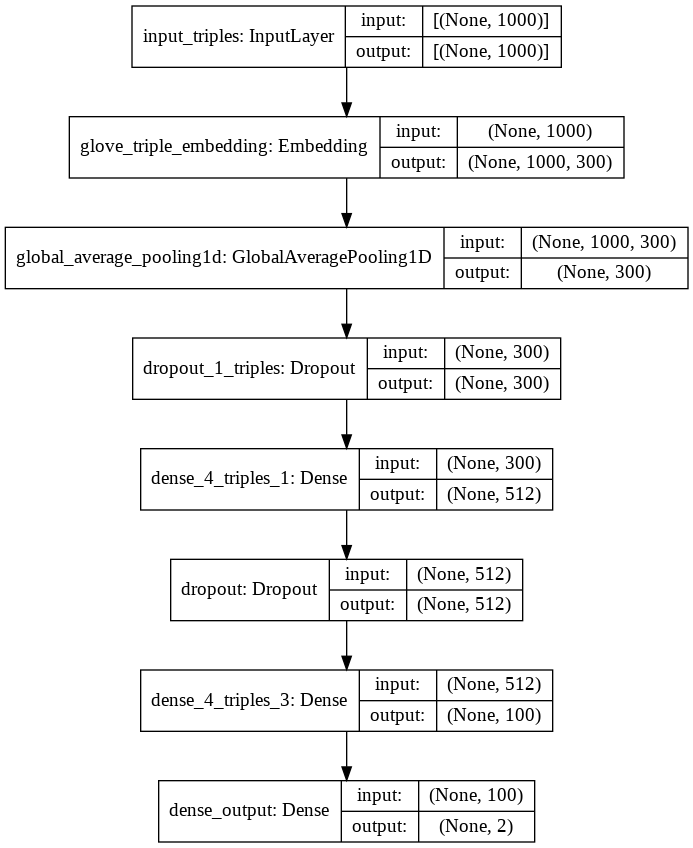 input_triples: InputLayer
input: [(None, 1000)]
output: [(None, 1000)]
glove_triple_embedding: Embedding
input: (None, 1000)
output: (None, 1000, 300)
global_average_pooling1d: GlobalAveragePooling1D
input: (None, 1000, 300)
output: (None, 300)
dropout_1_triples: Dropout
input: (None, 300)
output: (None, 300)
dense_4_triples_1: Dense
input: (None, 300)
output: (None, 512)
dropout: Dropout
input: (None, 512)
output: (None, 512)
dense_4_triples_3: Dense
input: (None, 512)
output: (None, 100)
dense_output: Dense
input: (None, 100)
output: (None, 2)